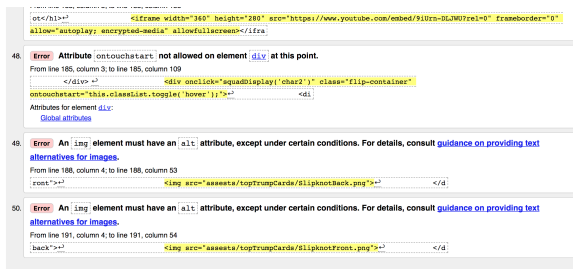 ot</h1>↩ <iframe width="360" height="280" src="https://www.youtube.com/embed/9iUrn-DLJWU?rel=0" frameborder="0"
allow="autoplay; encrypted-media" allowfullscreen></ifra
48. Error Attribute ontouchstart not allowed on element div at this point.
From line 185, column 3; to line 185, column 109
</div> ↩ <div onclick="squadDisplay('char2')" class="flip-container"
ontouchstart="this.classList.toggle('hover');">↩ <di
Attributes for element div:
Global attributes
49. Error An img element must have an alt attribute, except under certain conditions. For details, consult guidance on providing text
alternatives for images.
From line 188, column 4; to line 188, column 53
ront">↩ <img src="assests/topTrumpCards/SlipknotBack.png">↩ </d
50. Error An img element must have an alt attribute, except under certain conditions. For details, consult guidance on providing text
alternatives for images.
From line 191, column 4; to line 191, column 54
back">↩ <img src="assests/topTrumpCards/SlipknotFront.png">↩ </d